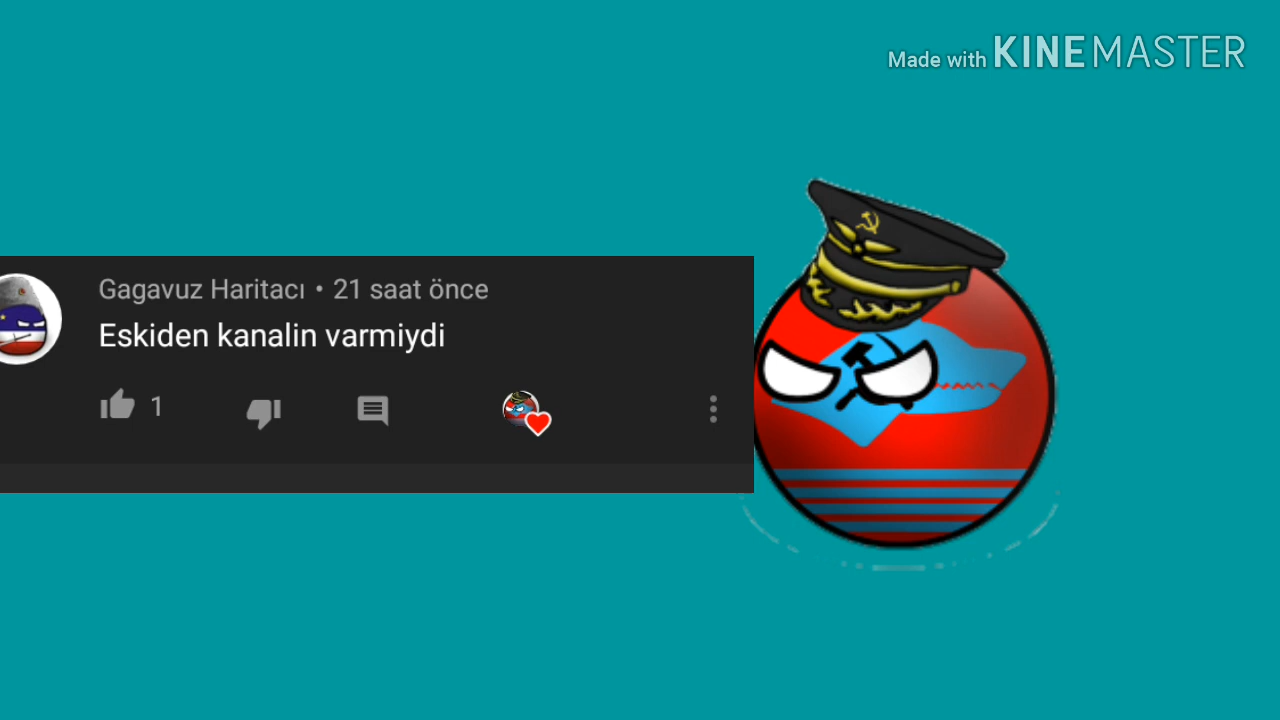 Made with KINEMASTER
Gagavuz Haritacı • 21 saat önce
Eskiden kanalin varmiydi
1